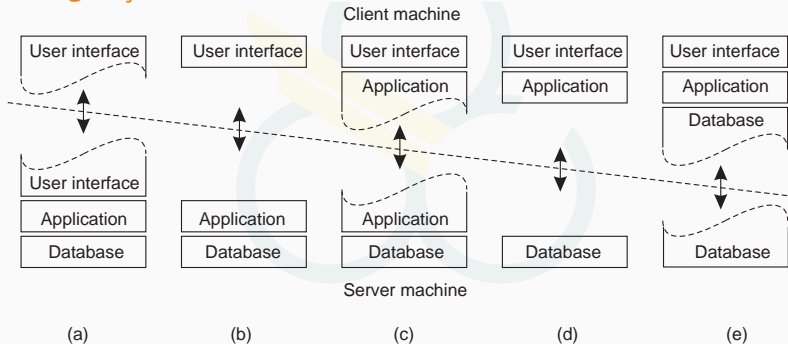 Client machine
User interface User interface User interface User interface User interface
Application Application Application
Database
User interface
Application Application Application
Database Database Database Database Database
Server machine
(a) (b) (c) (d) (e)